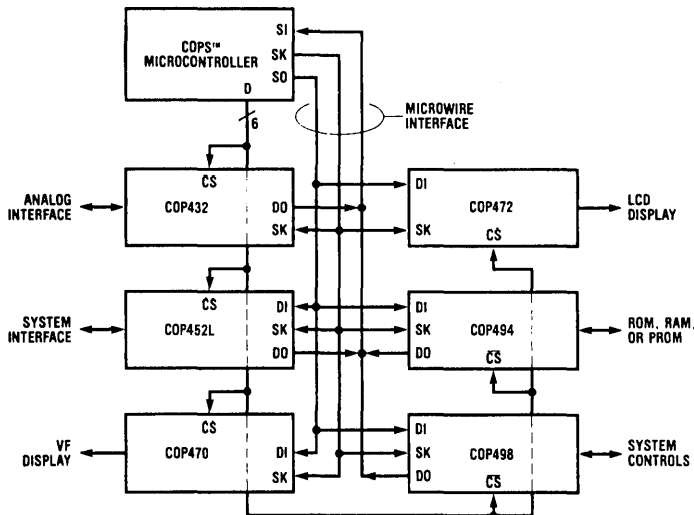 COPS™
MICROCONTROLLER
SI
SK
SO
D
6
MICROWIRE
INTERFACE
ANALOG
INTERFACE
CS
COP432
DO
SK
DI
COP472
SK
CS
LCD
DISPLAY
SYSTEM
INTERFACE
CS
COP452L
DI
SK
DO
DI
SK
DO
COP494
CS
ROM, RAM,
OR PROM
VF
DISPLAY
CS
COP470
DI
SK
DI
SK
DO
COP498
CS
SYSTEM
CONTROLS